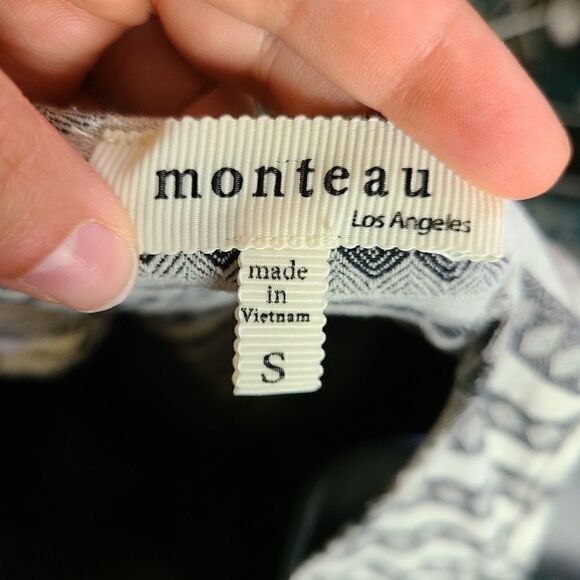 monteau
Los Angeles
made
in
Vietnam
S